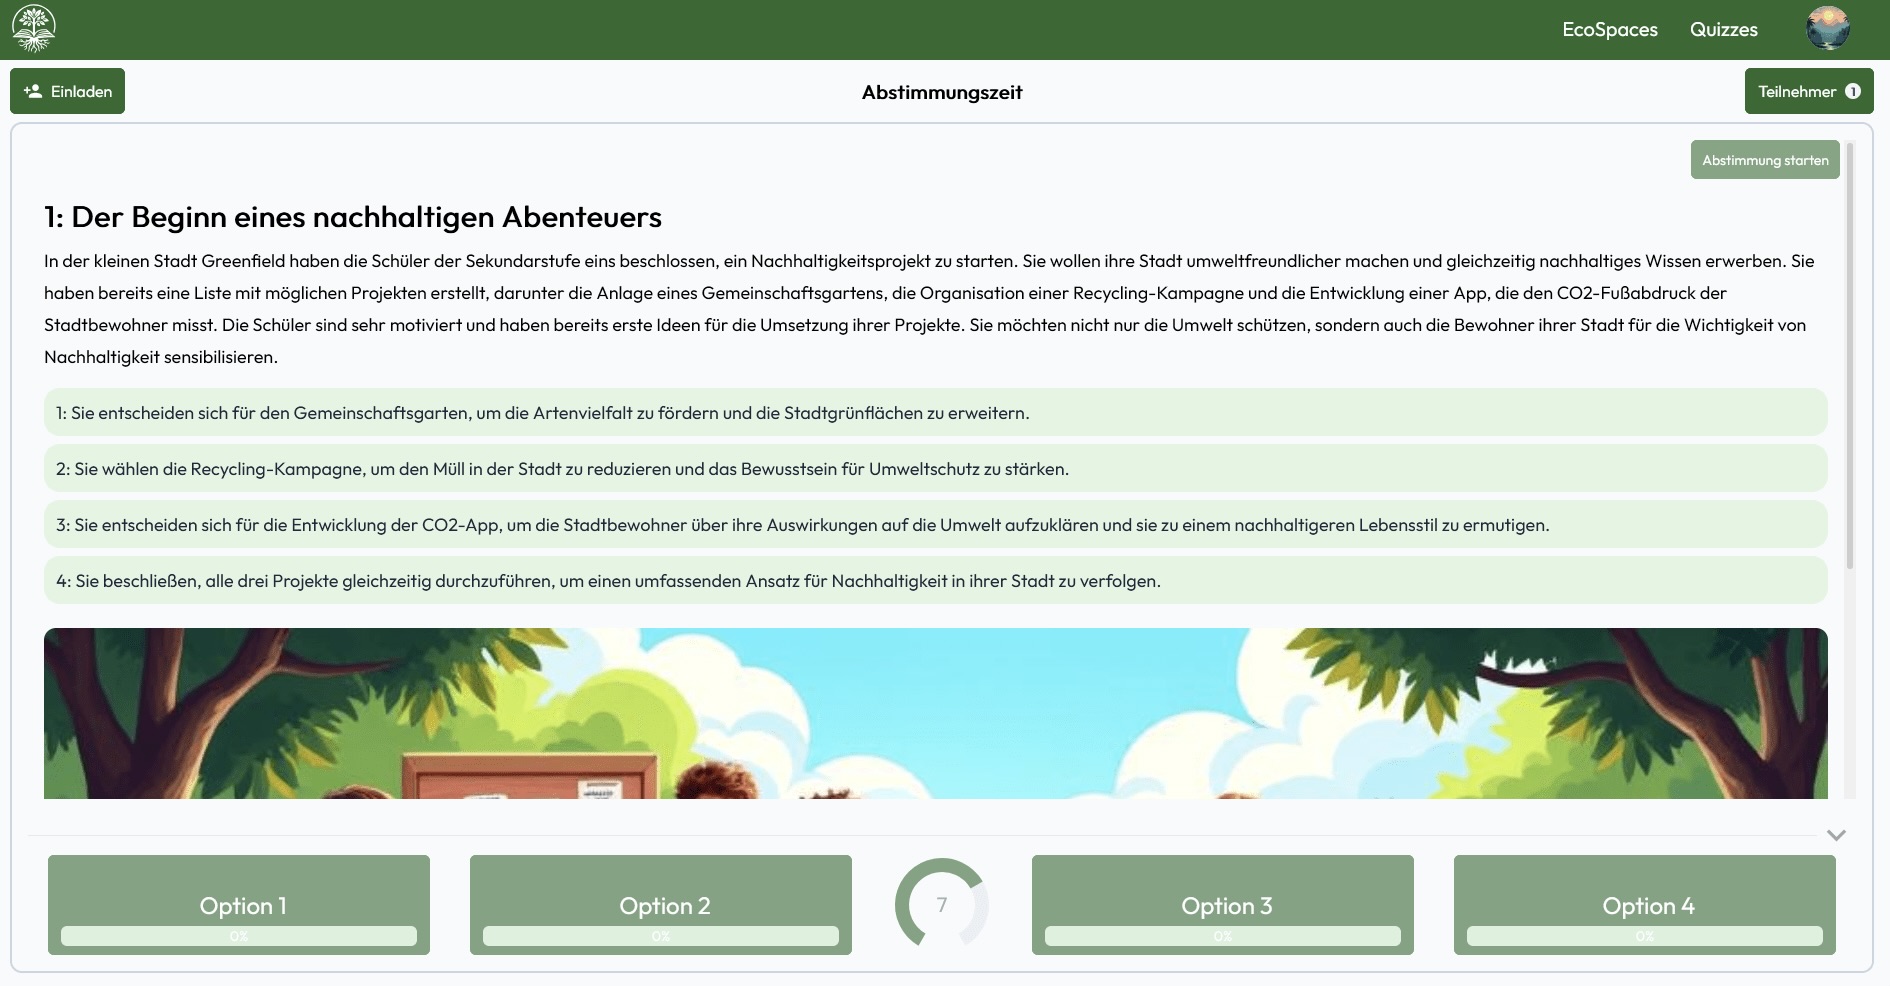 EcoSpaces
Quizzes
Einladen
Abstimmungszeit
Teilnehmer 1
Abstimmung starten
1: Der Beginn eines nachhaltigen Abenteuers
In der kleinen Stadt Greenfield haben die Schüler der Sekundarstufe eins beschlossen, ein Nachhaltigkeitsprojekt zu starten. Sie wollen ihre Stadt umweltfreundlicher machen und gleichzeitig nachhaltiges Wissen erwerben. Sie
haben bereits eine Liste mit möglichen Projekten erstellt, darunter die Anlage eines Gemeinschaftsgartens, die Organisation einer Recycling-Kampagne und die Entwicklung einer App, die den CO2-Fußabdruck der
Stadtbewohner misst. Die Schüler sind sehr motiviert und haben bereits erste Ideen für die Umsetzung ihrer Projekte. Sie möchten nicht nur die Umwelt schützen, sondern auch die Bewohner ihrer Stadt für die Wichtigkeit von
Nachhaltigkeit sensibilisieren.
1: Sie entscheiden sich für den Gemeinschaftsgarten, um die Artenvielfalt zu fördern und die Stadtgrünflächen zu erweitern.
2: Sie wählen die Recycling-Kampagne, um den Müll in der Stadt zu reduzieren und das Bewusstsein für Umweltschutz zu stärken.
3: Sie entscheiden sich für die Entwicklung der CO2-App, um die Stadtbewohner über ihre Auswirkungen auf die Umwelt aufzuklären und sie zu einem nachhaltigeren Lebensstil zu ermutigen.
4: Sie beschließen, alle drei Projekte gleichzeitig durchzuführen, um einen umfassenden Ansatz für Nachhaltigkeit in ihrer Stadt zu verfolgen.
Option 1
0%
Option 2
0%
7
Option 3
0%
Option 4
0%